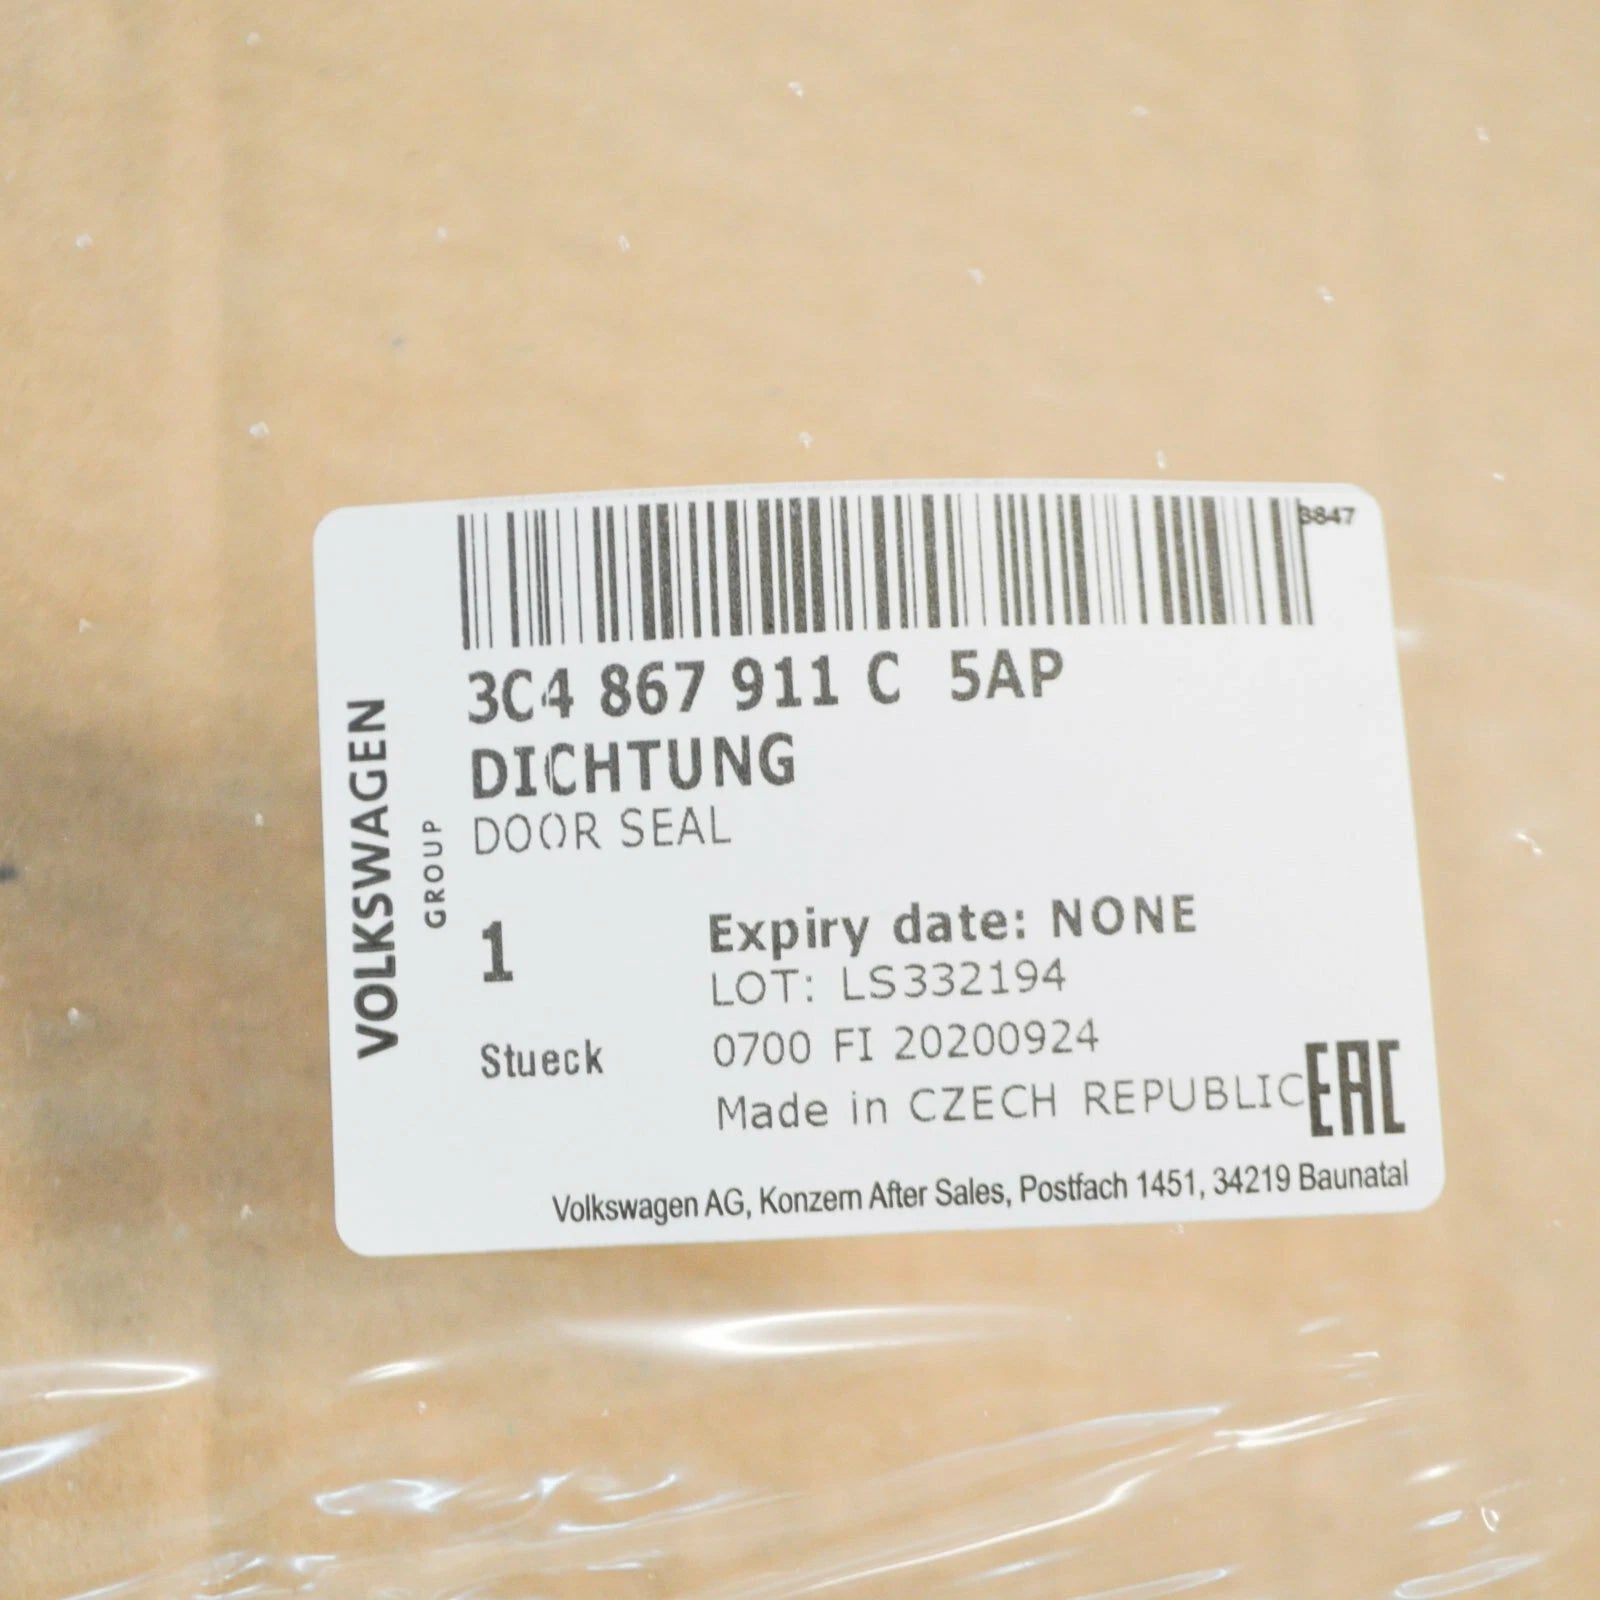 3847
3C4 867 911 C 5AP
DICHTUNG
DOOR SEAL
VOLKSWAGEN
GROUP
1
Stueck
Expiry date: NONE
LOT: LS332194
0700 FI 20200924
Made in CZECH REPUBLIC
EAC
Volkswagen AG, Konzern After Sales, Postfach 1451, 34219 Baunatal